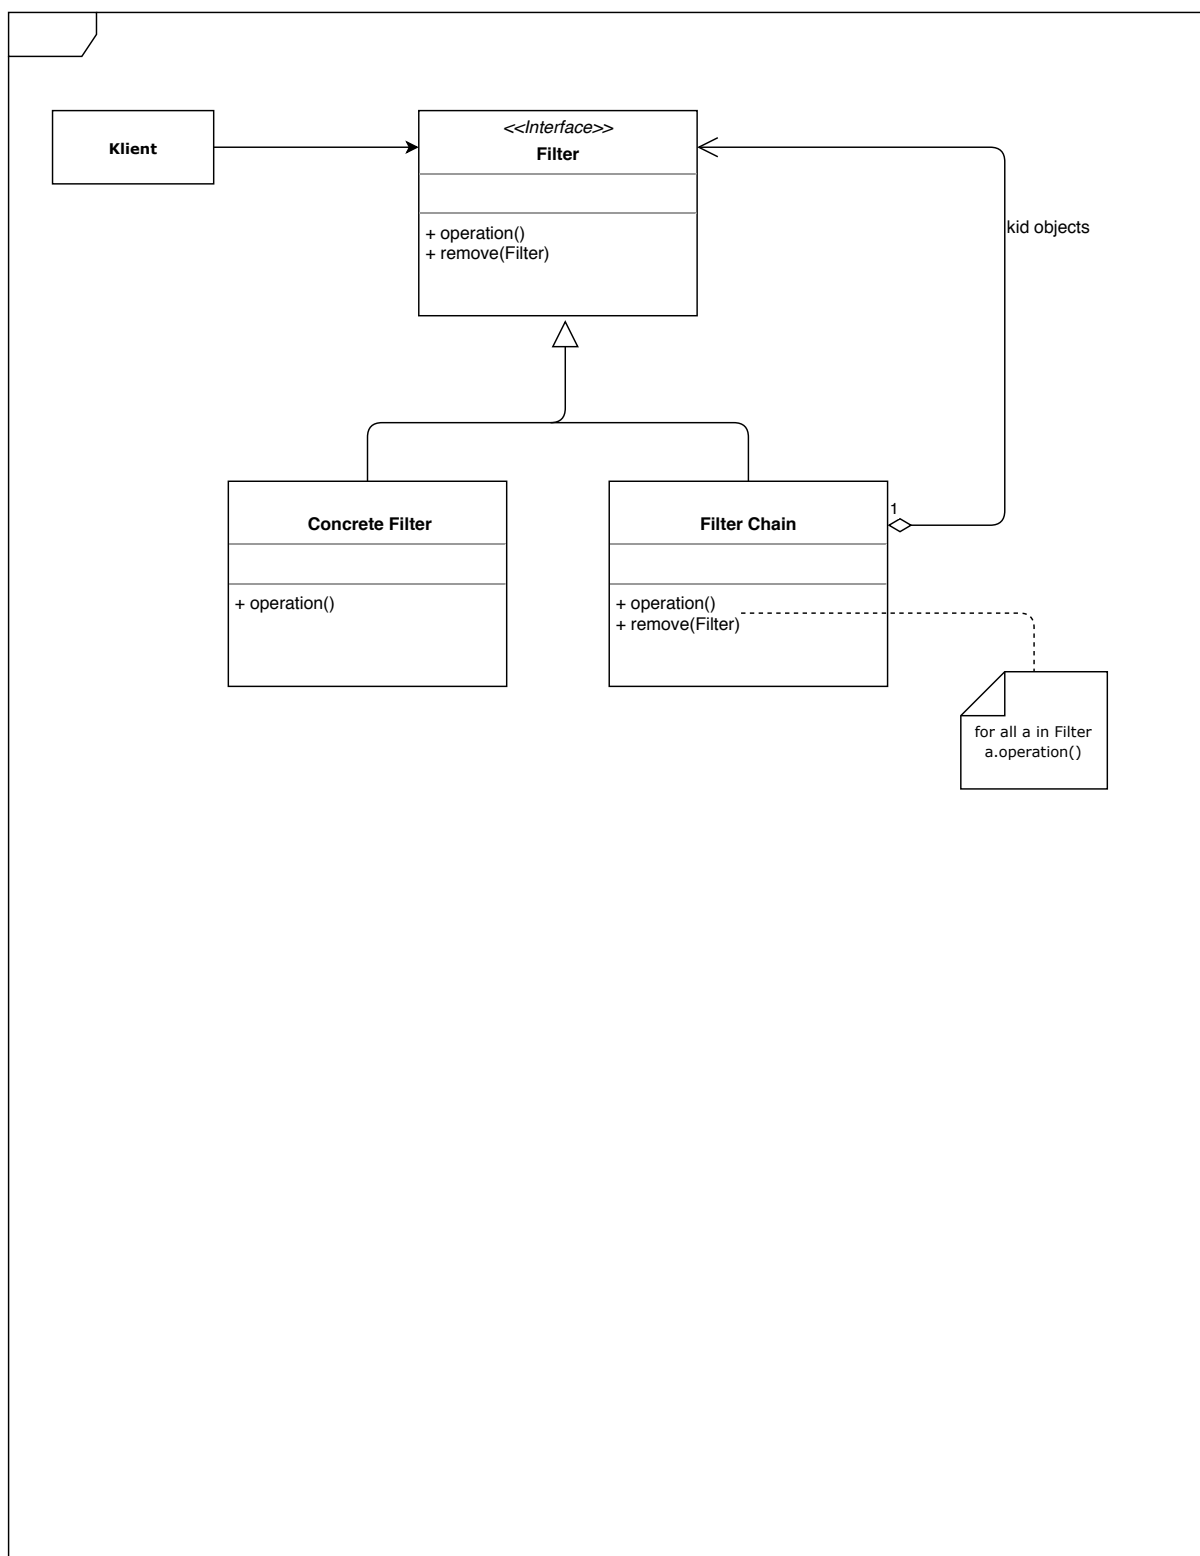 Klient
<<Interface>>
Filter
+ operation()
+ remove(Filter)
kid objects
Concrete Filter
+ operation()
Filter Chain
1
+ operation()
+ remove(Filter)
for all a in Filter
a.operation()